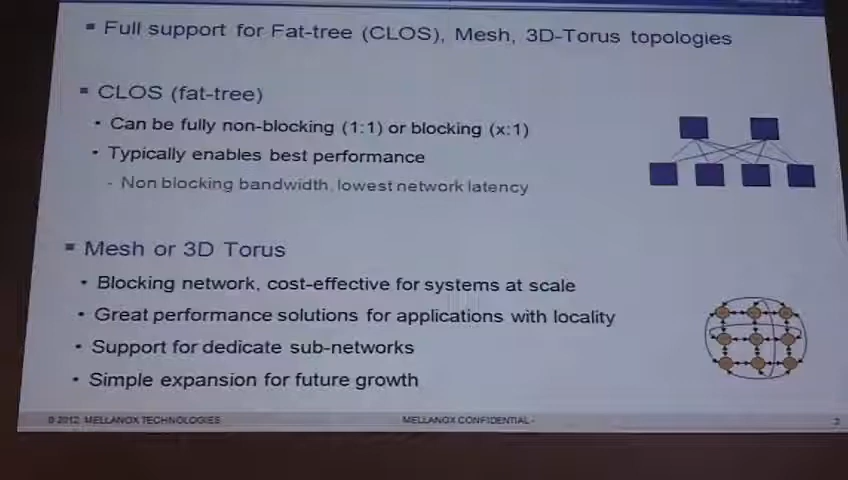 ▪ Full support for Fat-tree (CLOS), Mesh, 3D-Torus topologies
▪ CLOS (fat-tree)
• Can be fully non-blocking (1:1) or blocking (x:1)
• Typically enables best performance
- Non blocking bandwidth, lowest network latency
▪ Mesh or 3D Torus
• Blocking network, cost-effective for systems at scale
• Great performance solutions for applications with locality
• Support for dedicate sub-networks
• Simple expansion for future growth
© 2012 MELLANOX TECHNOLOGIES
MELLANOX CONFIDENTIAL -
2